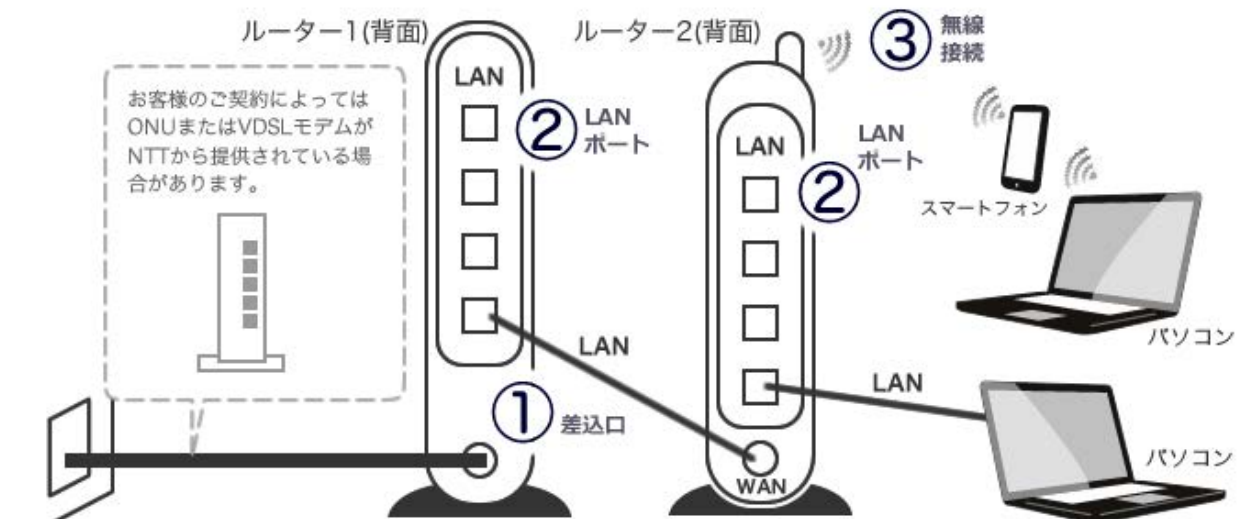 ルーター1(背面)
ルーター2(背面)
③ 無線
接続
お客様のご契約によっては
ONUまたはVDSLモデムが
NTTから提供されている場
合があります。
LAN
② LAN
ポート
LAN
② LAN
ポート
スマートフォン
パソコン
LAN
LAN
① 差込口
WAN
パソコン